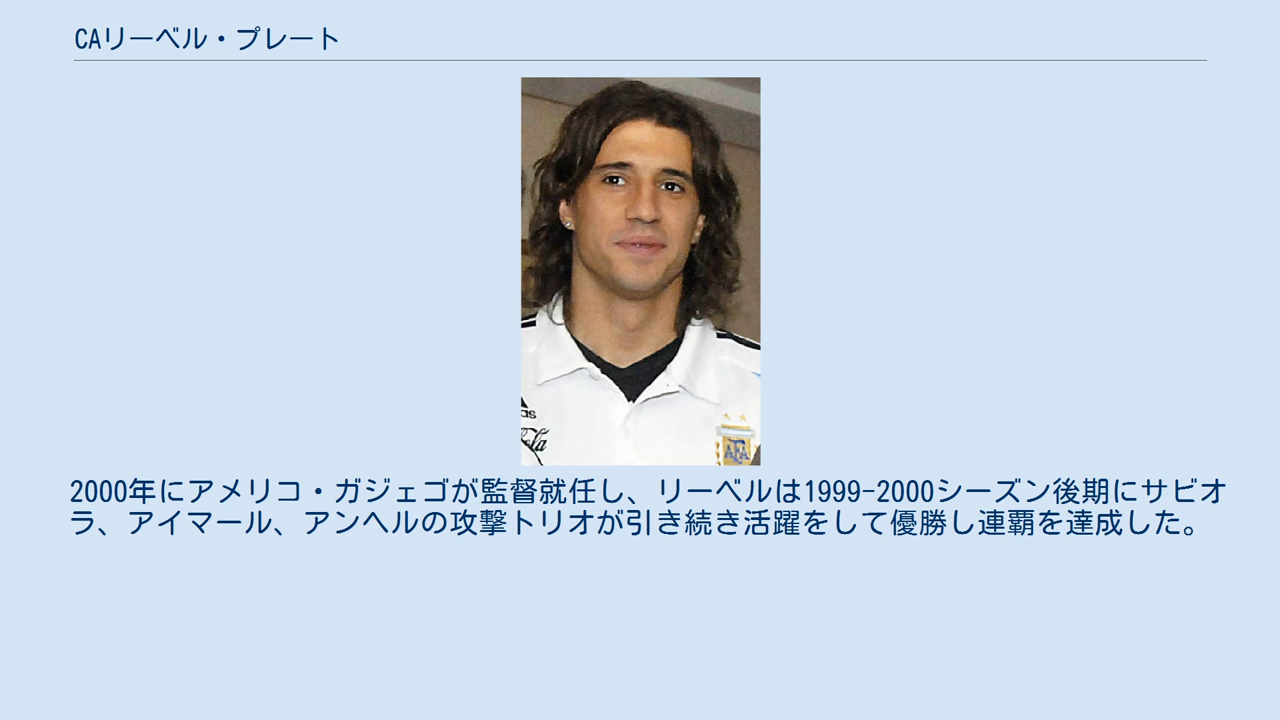 CAリーベル・プレート
as
Cola
AFA
2000年にアメリコ・ガジェゴが監督就任し、リーベルは1999-2000シーズン後期にサビオ
ラ、アイマール、アンヘルの攻撃トリオが引き続き活躍をして優勝し連覇を達成した。